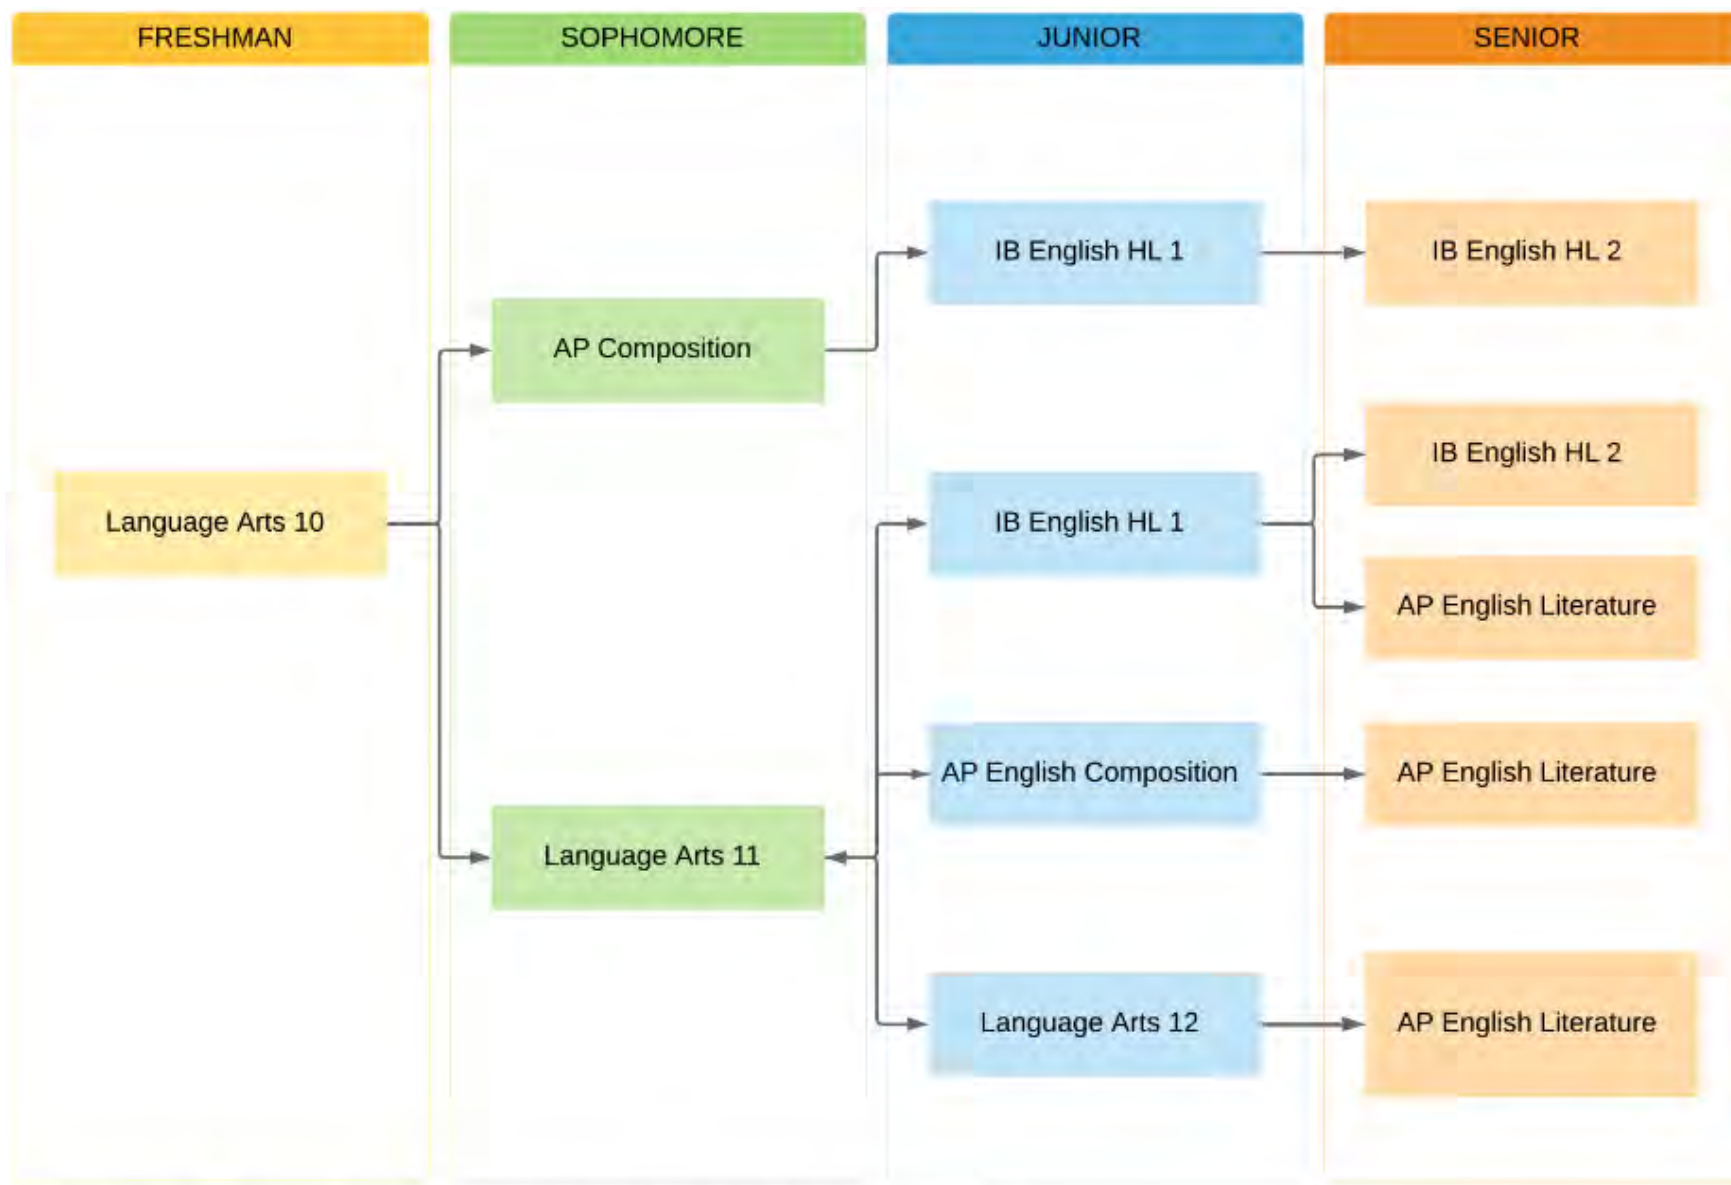 FRESHMAN
SOPHOMORE
JUNIOR
SENIOR
IB English HL 1
IB English HL 2
AP Composition
IB English HL 2
Language Arts 10
IB English HL 1
AP English Literature
AP English Composition
AP English Literature
Language Arts 11
Language Arts 12
AP English Literature